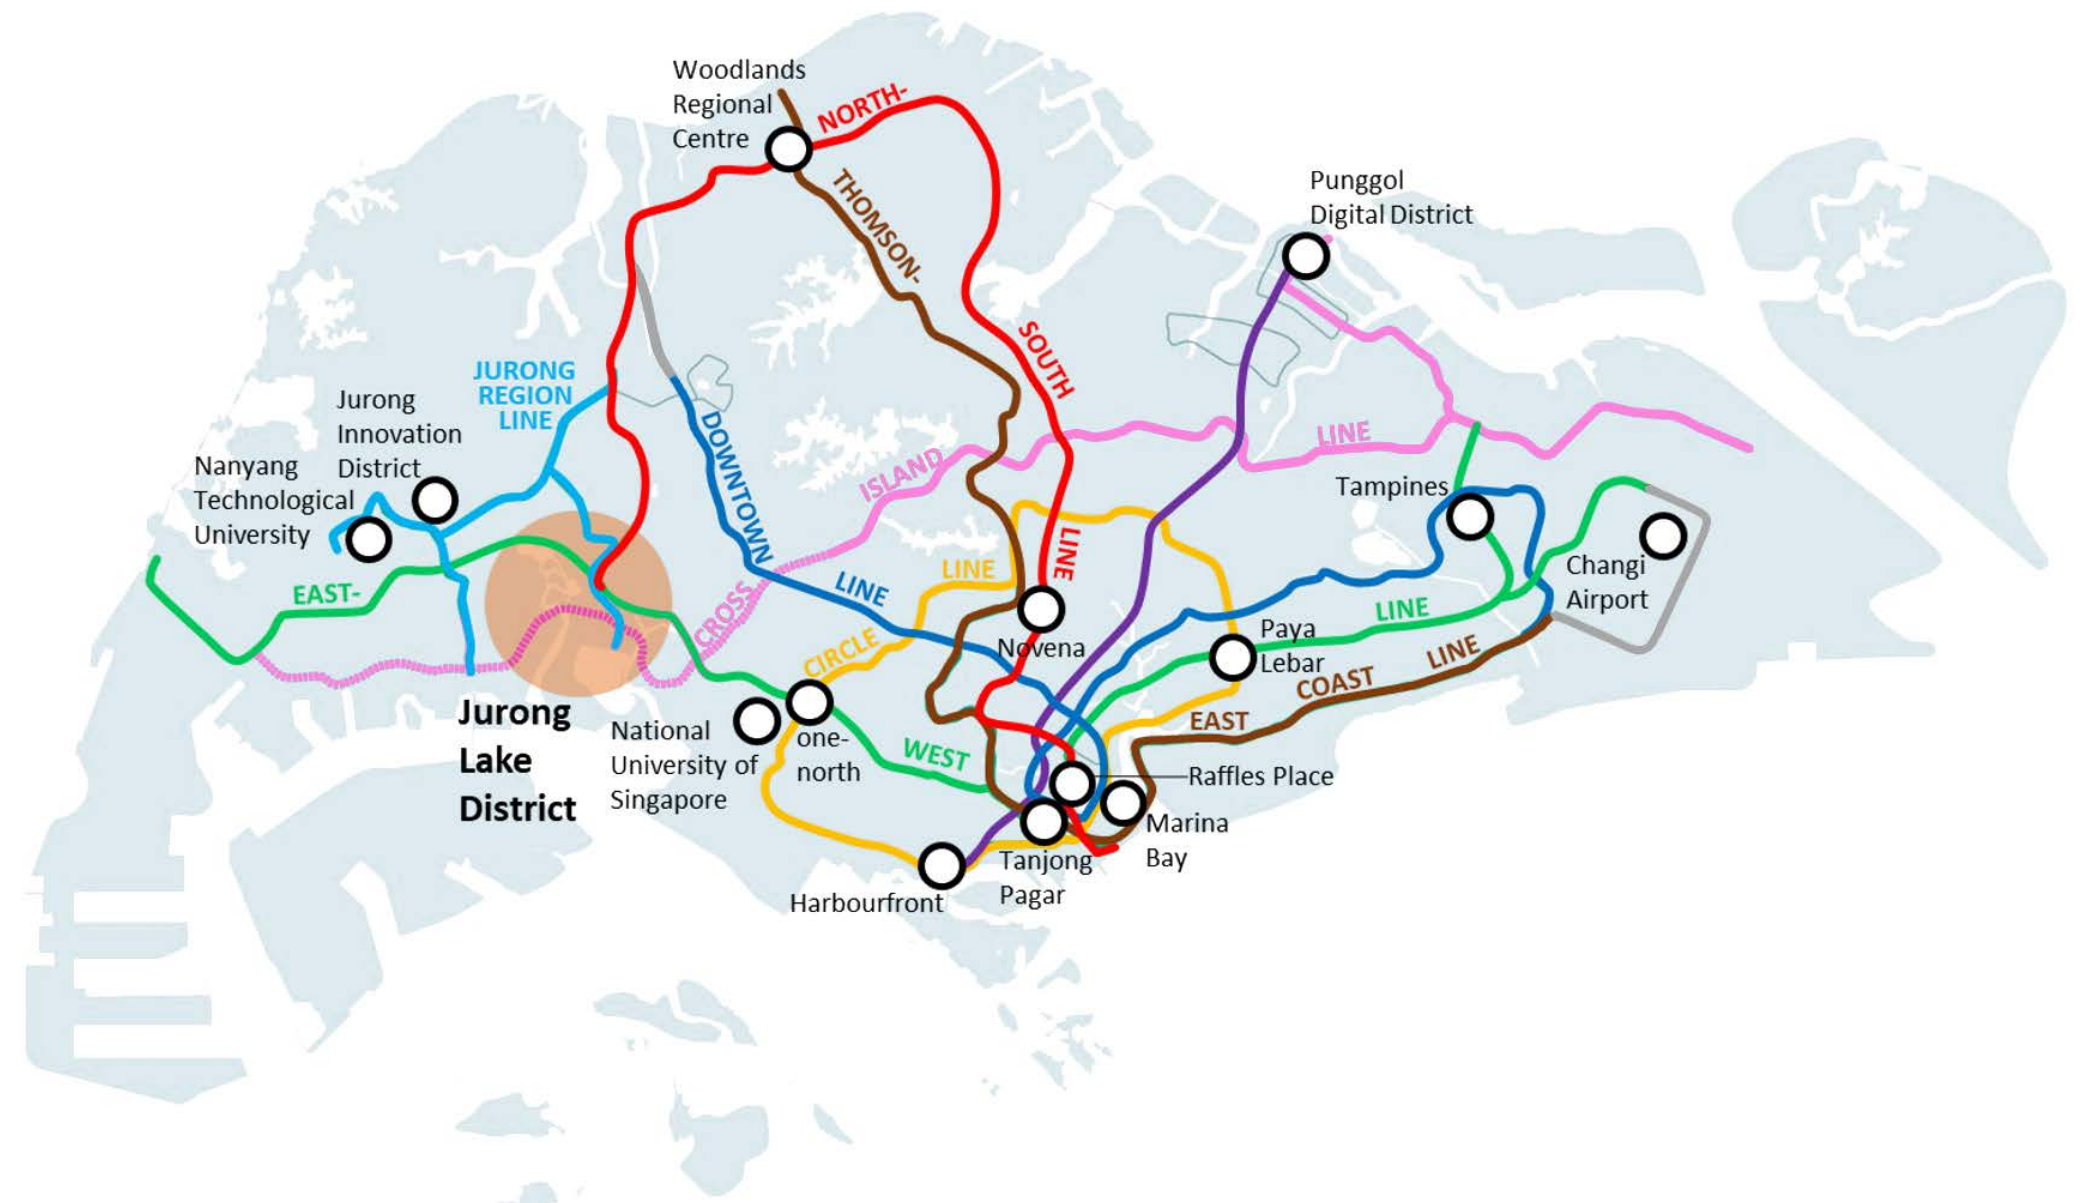 Woodlands
Regional
Centre
NORTH-
THOMSON-
SOUTH
LINE
Punggol
Digital District
JURONG
REGION
LINE
Jurong
Innovation
District
Nanyang
Technological
University
DOWNTOWN
LINE
ISLAND
LINE
CROSS
Tampines
Changi
Airport
EAST-
LINE
CIRCLE
LINE
Novena
Paya
Lebar
COAST
LINE
EAST
Jurong
Lake
District
National
University of
Singapore
one-
north
WEST
Raffles Place
Marina
Bay
Tanjong
Pagar
Harbourfront